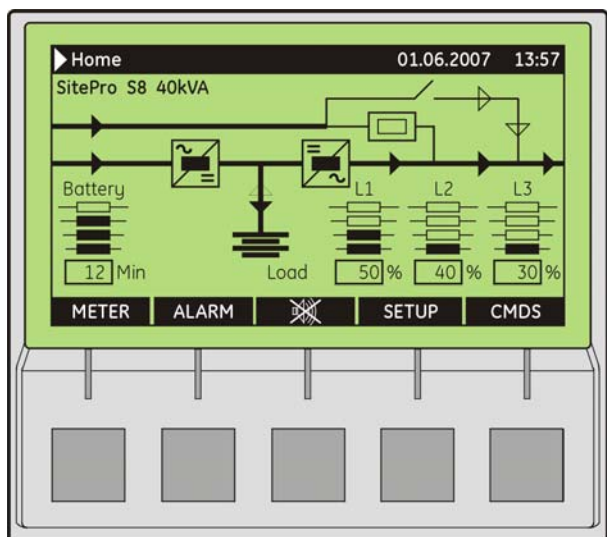 Home 01.06.2007 13:57
SitePro S8 40kVA
Battery L1 L2 L3
12 Min Load 50 % 40 % 30 %
METER ALARM SETUP CMDS